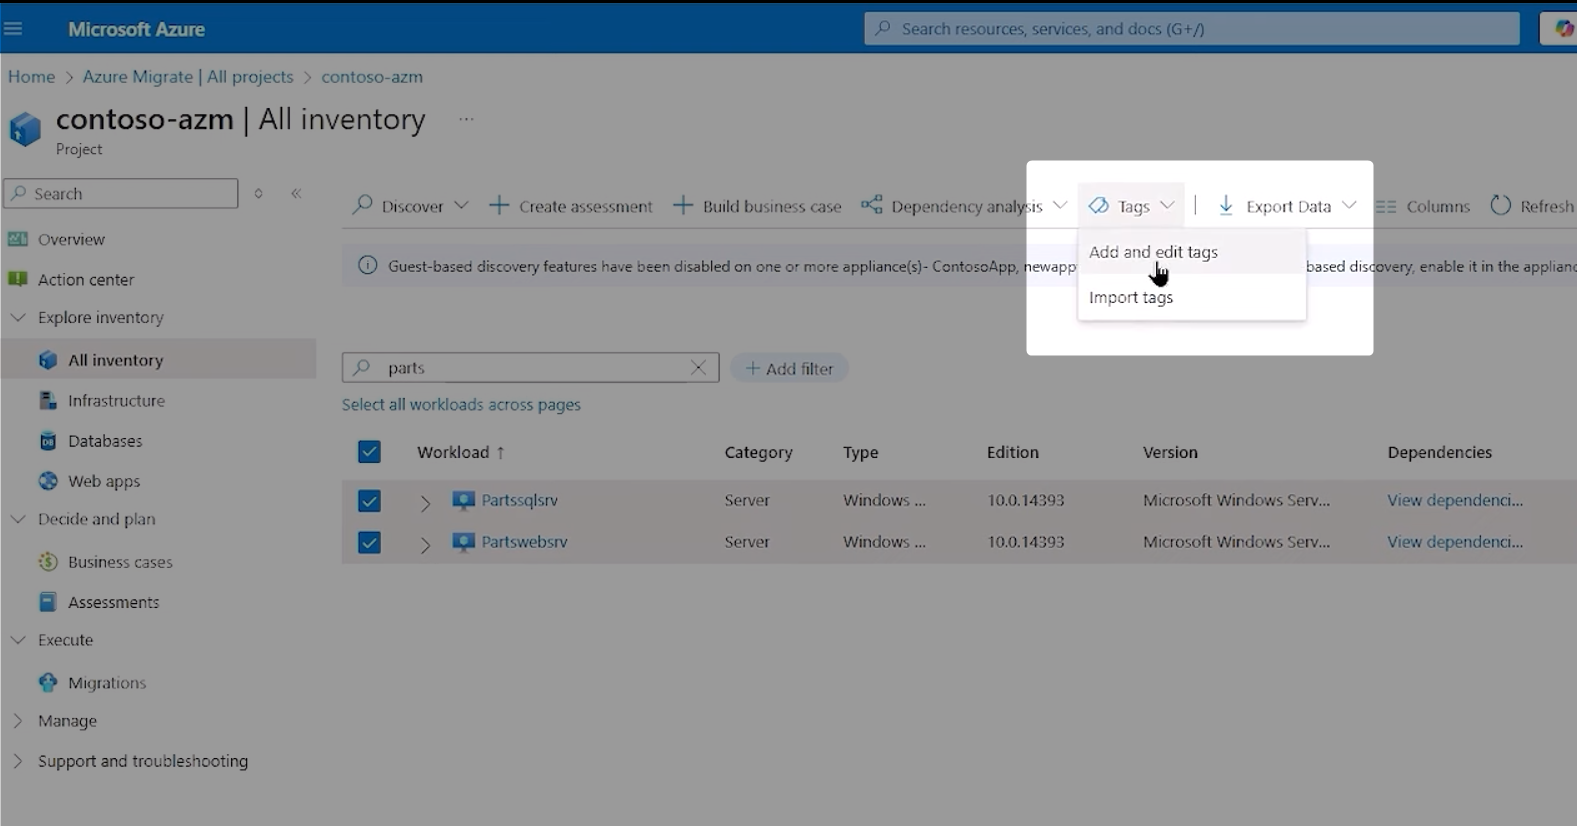 Microsoft Azure
Search resources, services, and docs (G+/)
Home > Azure Migrate | All projects > contoso-azm
contoso-azm | All inventory ...
Project
Search
Discover
Create assessment
Build business case
Dependency analysis
Tags
Export Data
Columns
Refresh
Add and edit tags
Import tags
Overview
Action center
Explore inventory
All inventory
Infrastructure
Databases
Web apps
Decide and plan
Business cases
Assessments
Execute
Migrations
Manage
Support and troubleshooting
Guest-based discovery features have been disabled on one or more appliance(s)- ContosoApp, newapp
based discovery, enable it in the applianc
parts
Add filter
Select all workloads across pages
Workload ↑ Category Type Edition Version Dependencies
Partssqlsrv Server Windows ... 10.0.14393 Microsoft Windows Serv... View dependenci...
Partswebsrv Server Windows ... 10.0.14393 Microsoft Windows Serv... View dependenci...